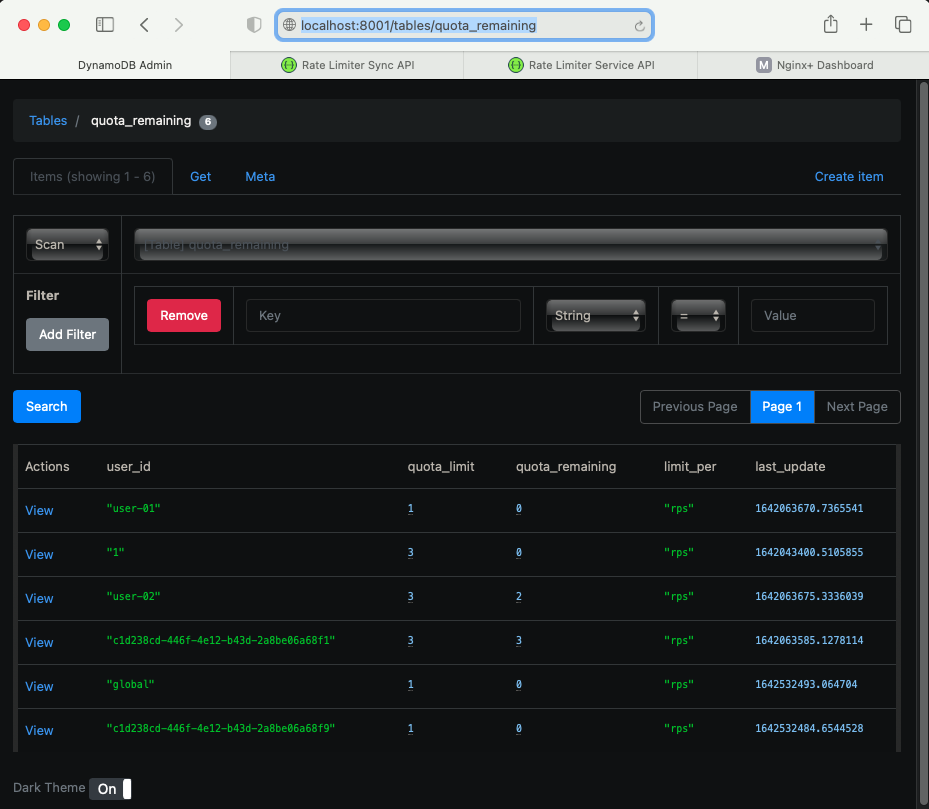 localhost:8001/tables/quota_remaining
DynamoDB Admin
Rate Limiter Sync API
Rate Limiter Service API
M Nginx+ Dashboard
Tables / quota_remaining 6
Items (showing 1 - 6) Get Meta Create item
Scan [Table] quota_remaining
Filter
Remove Key String = Value
Add Filter
Search Previous Page Page 1 Next Page
Actions user_id quota_limit quota_remaining limit_per last_update
View "user-01" 1 0 "rps" 1642063670.7365541
View "1" 3 0 "rps" 1642043400.5105855
View "user-02" 3 2 "rps" 1642063675.3336039
View "c1d238cd-446f-4e12-b43d-2a8be06a68f1" 3 3 "rps" 1642063585.1278114
View "global" 1 0 "rps" 1642532493.064704
View "c1d238cd-446f-4e12-b43d-2a8be06a68f9" 1 0 "rps" 1642532484.6544528
Dark Theme On